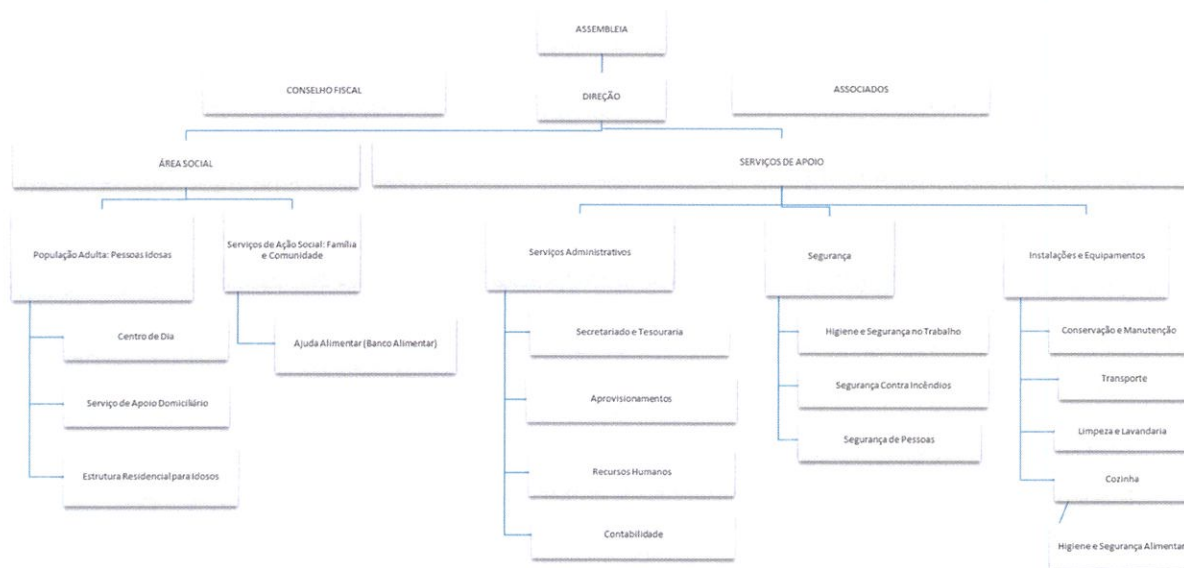 ASSEMBLEIA
CONSELHO FISCAL
DIREÇÃO
ASSOCIADOS
ÁREA SOCIAL
SERVIÇOS DE APOIO
População Adulta: Pessoas Idosas
Serviços de Ação Social: Família
e Comunidade
Serviços Administrativos
Segurança
Instalações e Equipamentos
Centro de Dia
Serviço de Apoio Domiciliário
Estrutura Residencial para Idosos
Ajuda Alimentar (Banco Alimentar)
Secretariado e Tesouraria
Aprovisionamentos
Recursos Humanos
Contabilidade
Higiene e Segurança no Trabalho
Segurança Contra Incêndios
Segurança de Pessoas
Conservação e Manutenção
Transporte
Limpeza e Lavandaria
Cozinha
Higiene e Segurança Alimentar